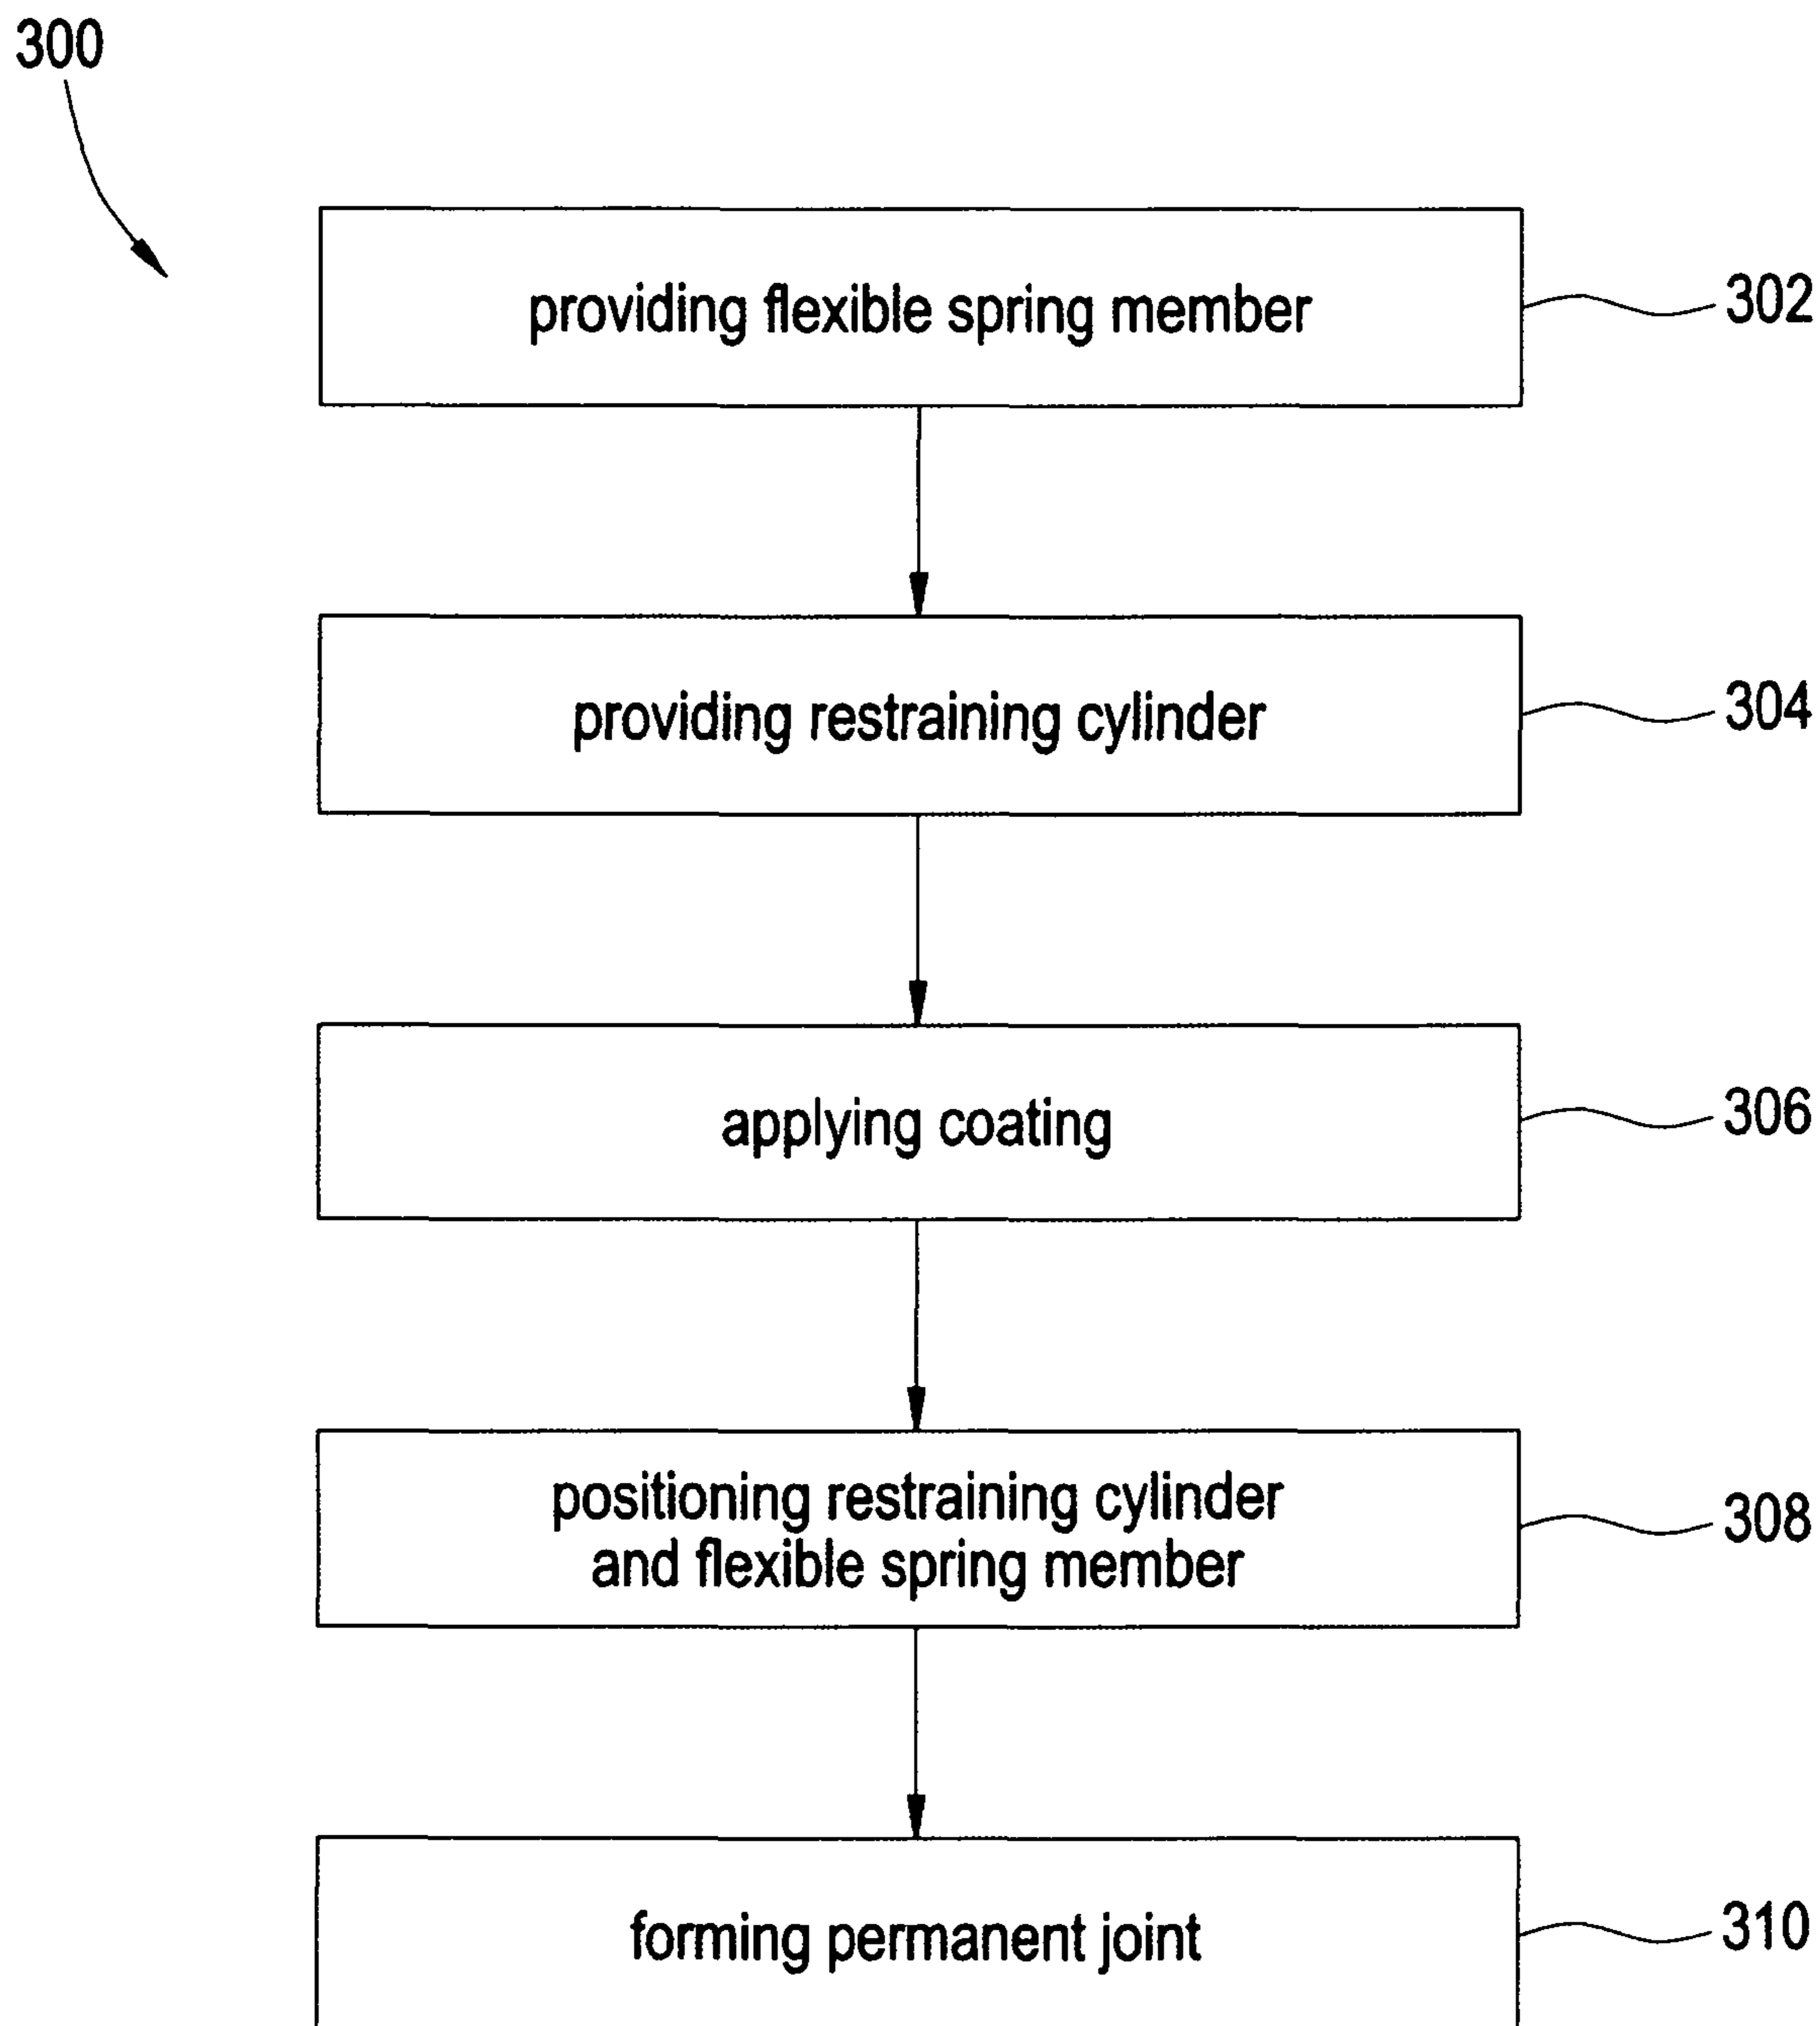 300
providing flexible spring member
302
providing restraining cylinder
304
applying coating
306
positioning restraining cylinder
and flexible spring member
308
forming permanent joint
310